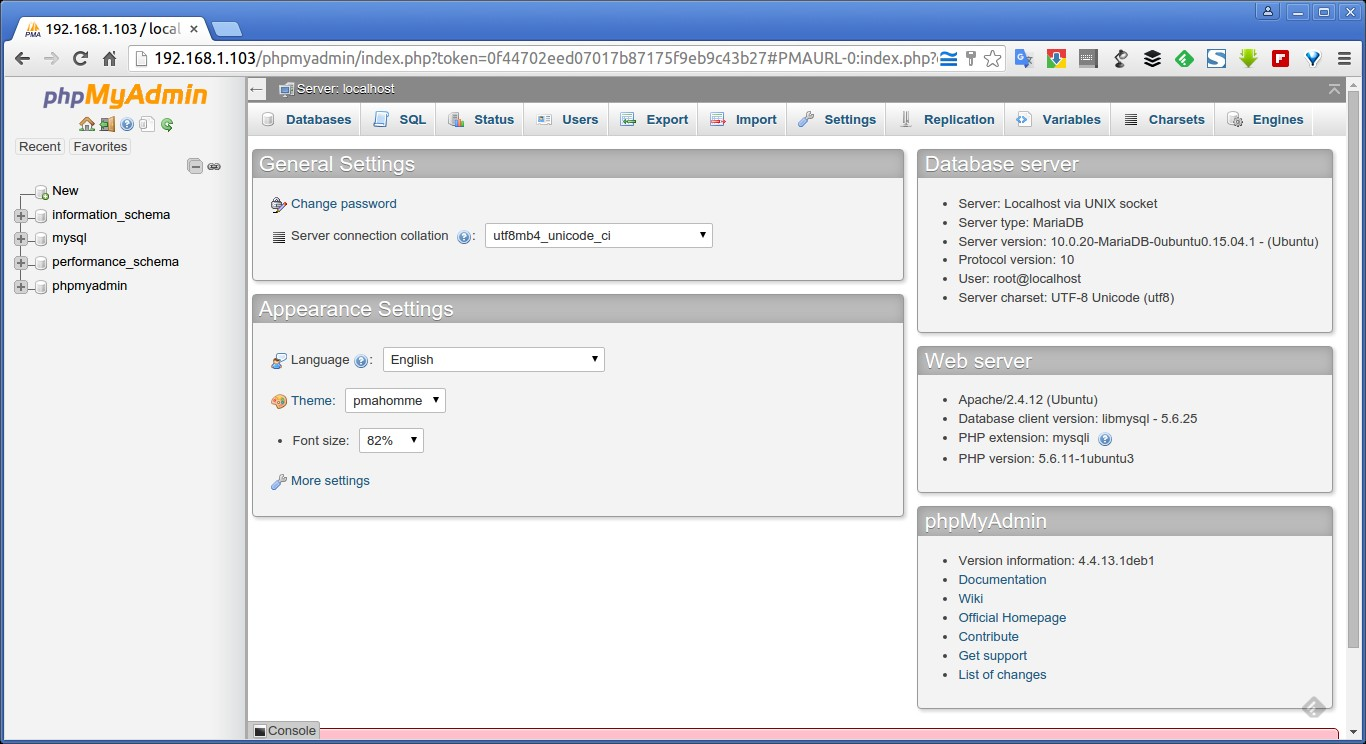 192.168.1.103 / local
192.168.1.103/phpmyadmin/index.php?token=0f44702eed07017b87175f9eb9c43b27#PMAURL-0:index.php?
phpMyAdmin
Recent Favorites
New
information_schema
mysql
performance_schema
phpmyadmin
Server: localhost
Databases SQL Status Users Export Import Settings Replication Variables Charsets Engines
General Settings
Change password
Server connection collation : utf8mb4_unicode_ci
Appearance Settings
Language : English
Theme: pmahomme
• Font size: 82%
More settings
Database server
• Server: Localhost via UNIX socket
• Server type: MariaDB
• Server version: 10.0.20-MariaDB-0ubuntu0.15.04.1 - (Ubuntu)
• Protocol version: 10
• User: root@localhost
• Server charset: UTF-8 Unicode (utf8)
Web server
• Apache/2.4.12 (Ubuntu)
• Database client version: libmysql - 5.6.25
• PHP extension: mysqli
• PHP version: 5.6.11-1ubuntu3
phpMyAdmin
• Version information: 4.4.13.1deb1
• Documentation
• Wiki
• Official Homepage
• Contribute
• Get support
• List of changes
Console